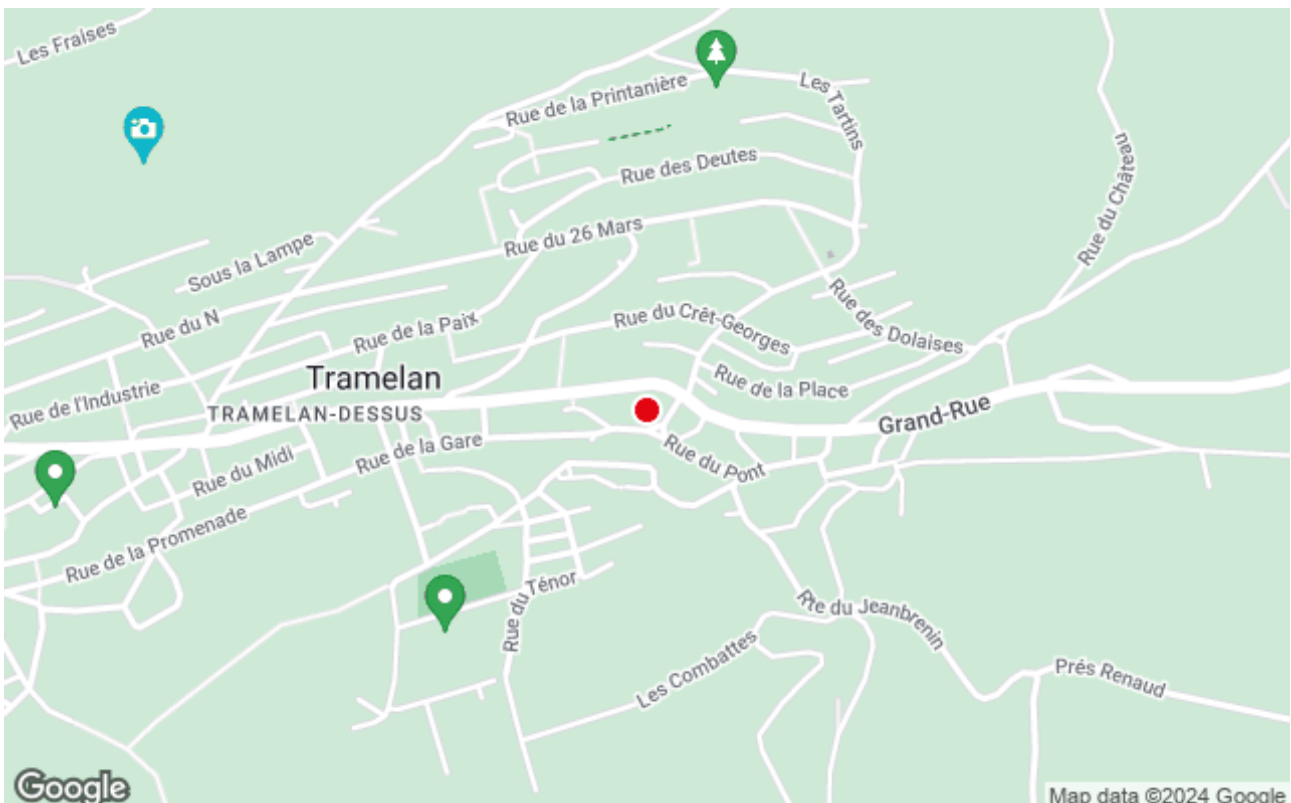 Les Fraises
Rue de la Printanière
Les Tartins
Rue des Deutes
Rue du Château
Rue du 26 Mars
Sous la Lampe
Rue du N
Rue de la Paix
Rue du Crêt-Georges
Rue des Dolaises
Tramelan
Rue de la Place
Rue de l'Industrie
TRAMELAN-DESSUS
Grand-Rue
Rue de la Gare
Rue du Midi
Rue du Pont
Rue de la Promenade
Rue du Ténor
Rte du Jeanbrenin
Les Combattes
Prés Renaud
Google
Map data ©2024 Google